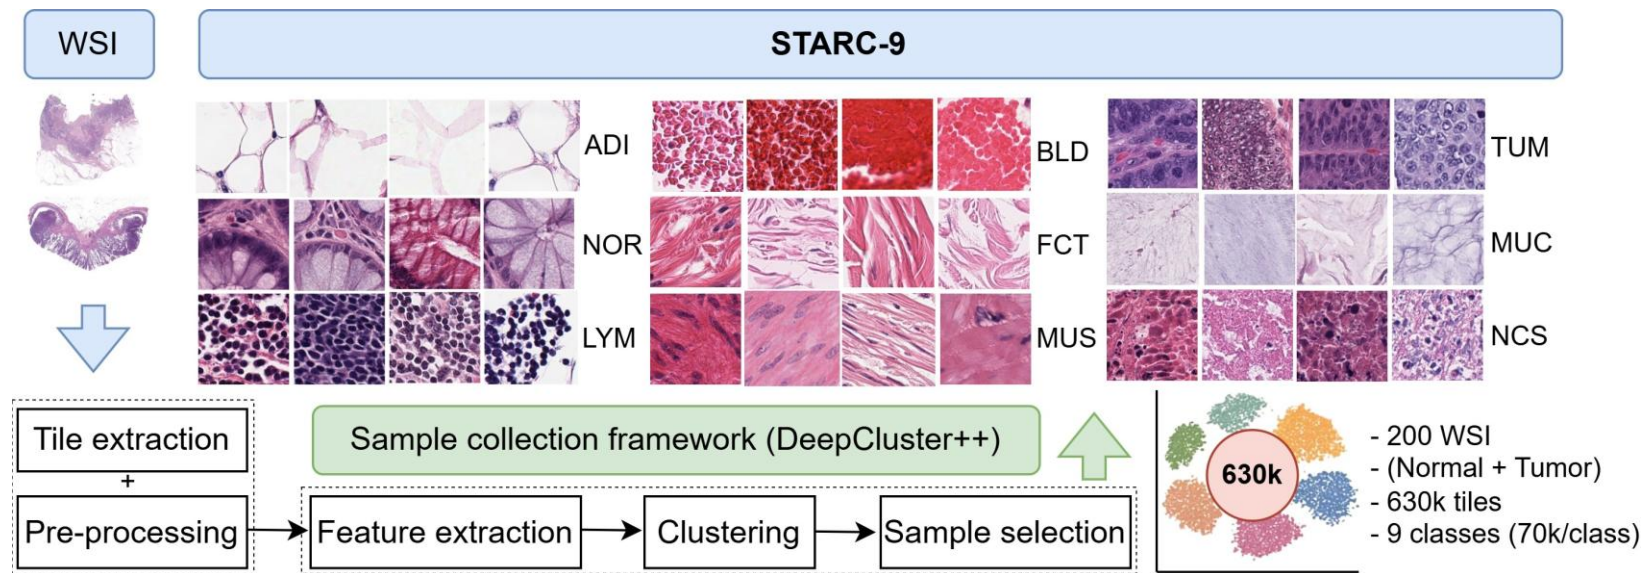 WSI
STARC-9
ADI
BLD
TUM
NOR
FCT
MUC
LYM
MUS
NCS
Tile extraction
+
Pre-processing
Sample collection framework (DeepCluster++)
Feature extraction
Clustering
Sample selection
630k
- 200 WSI
- (Normal + Tumor)
- 630k tiles
- 9 classes (70k/class)